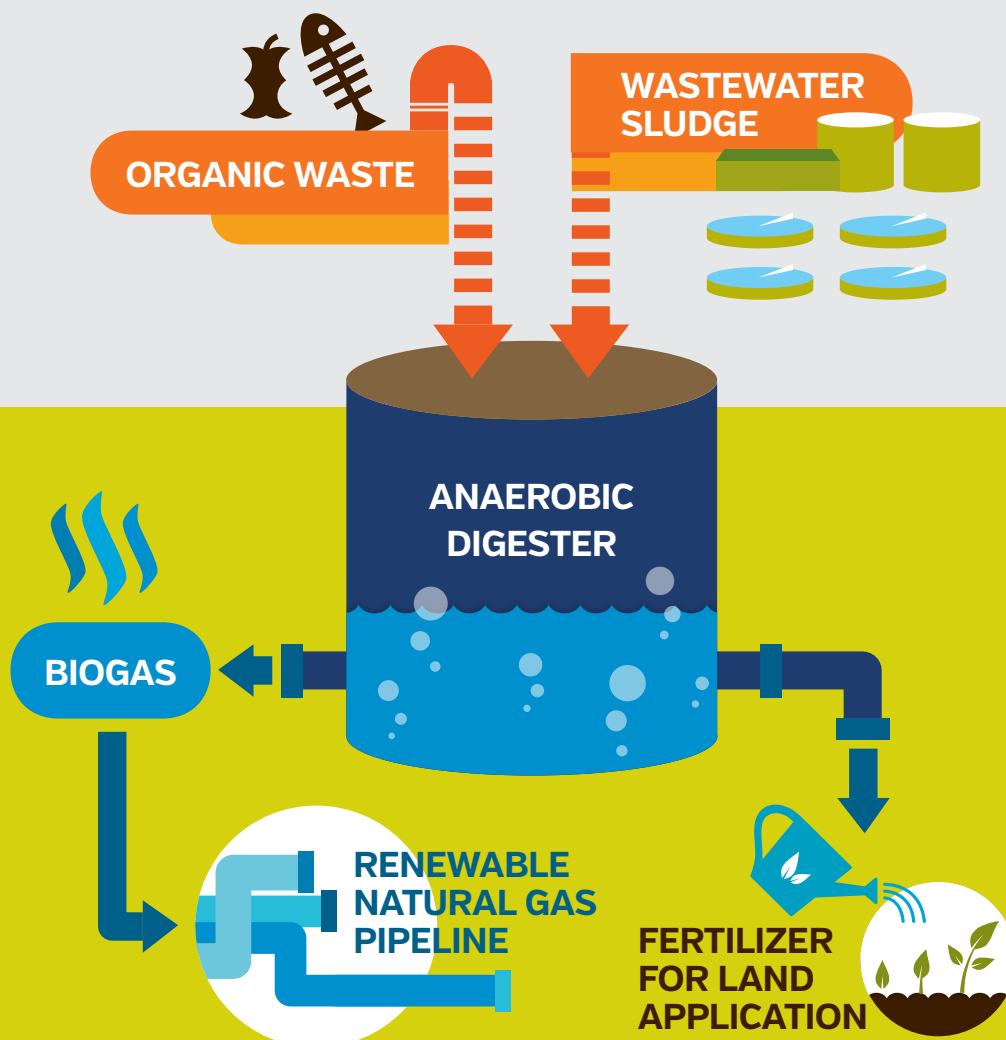 ORGANIC WASTE
WASTEWATER
SLUDGE
ANAEROBIC
DIGESTER
BIOGAS
RENEWABLE
NATURAL GAS
PIPELINE
FERTILIZER
FOR LAND
APPLICATION